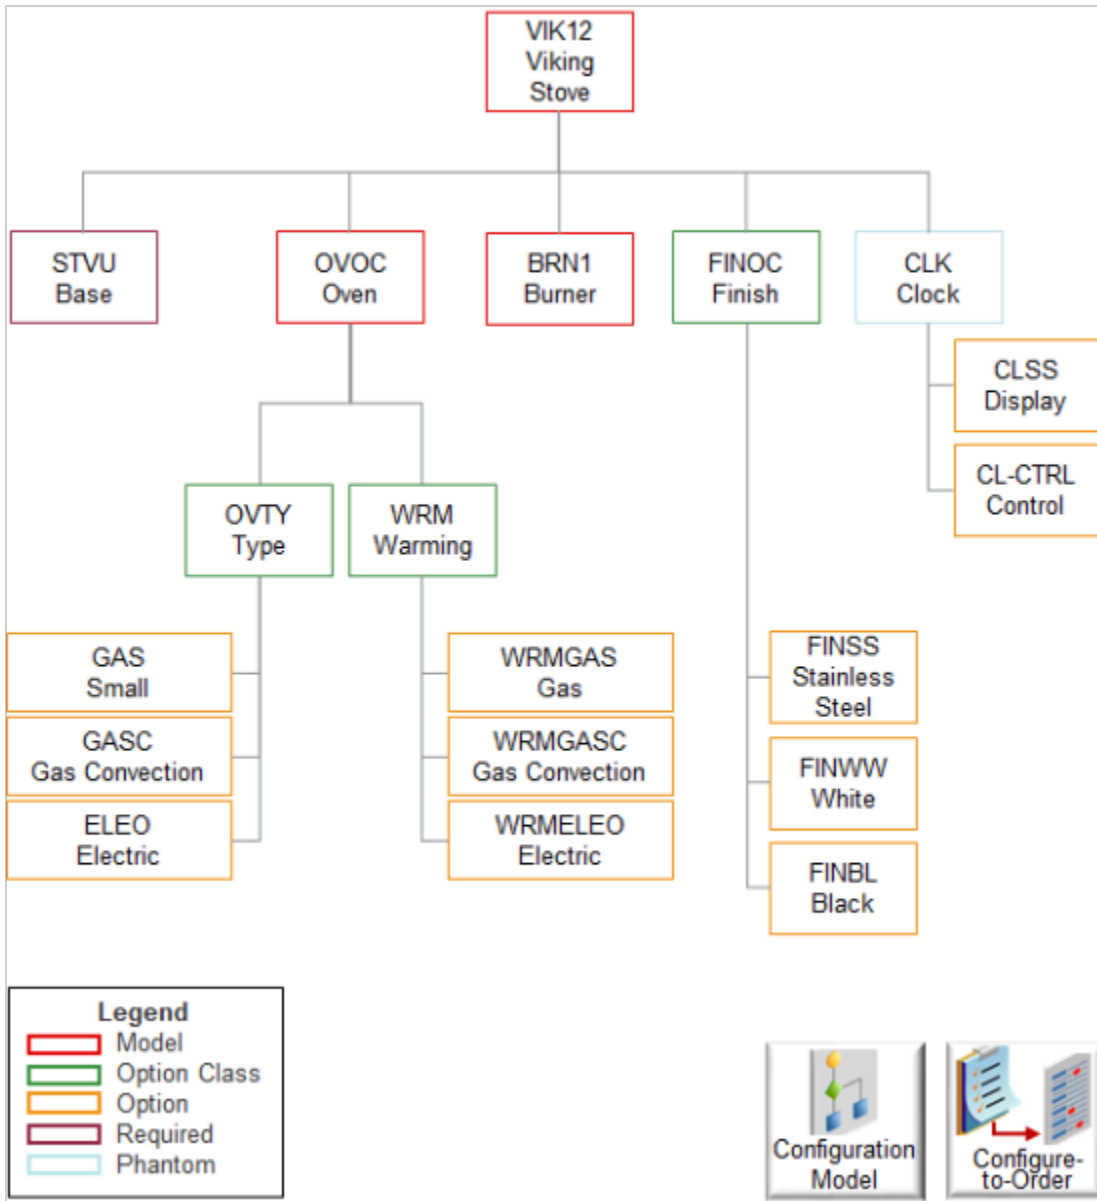 VIK12
Viking
Stove
STVU
Base
OVOC
Oven
BRN1
Burner
FINOC
Finish
CLK
Clock
CLSS
Display
CL-CTRL
Control
OVTY
Type
WRM
Warming
GAS
Small
GASC
Gas Convection
ELEO
Electric
WRMGAS
Gas
WRMGASC
Gas Convection
WRMELEO
Electric
FINSS
Stainless
Steel
FINWW
White
FINBL
Black
Legend
Model
Option Class
Option
Required
Phantom
Configuration
Model
Configure-
to-Order